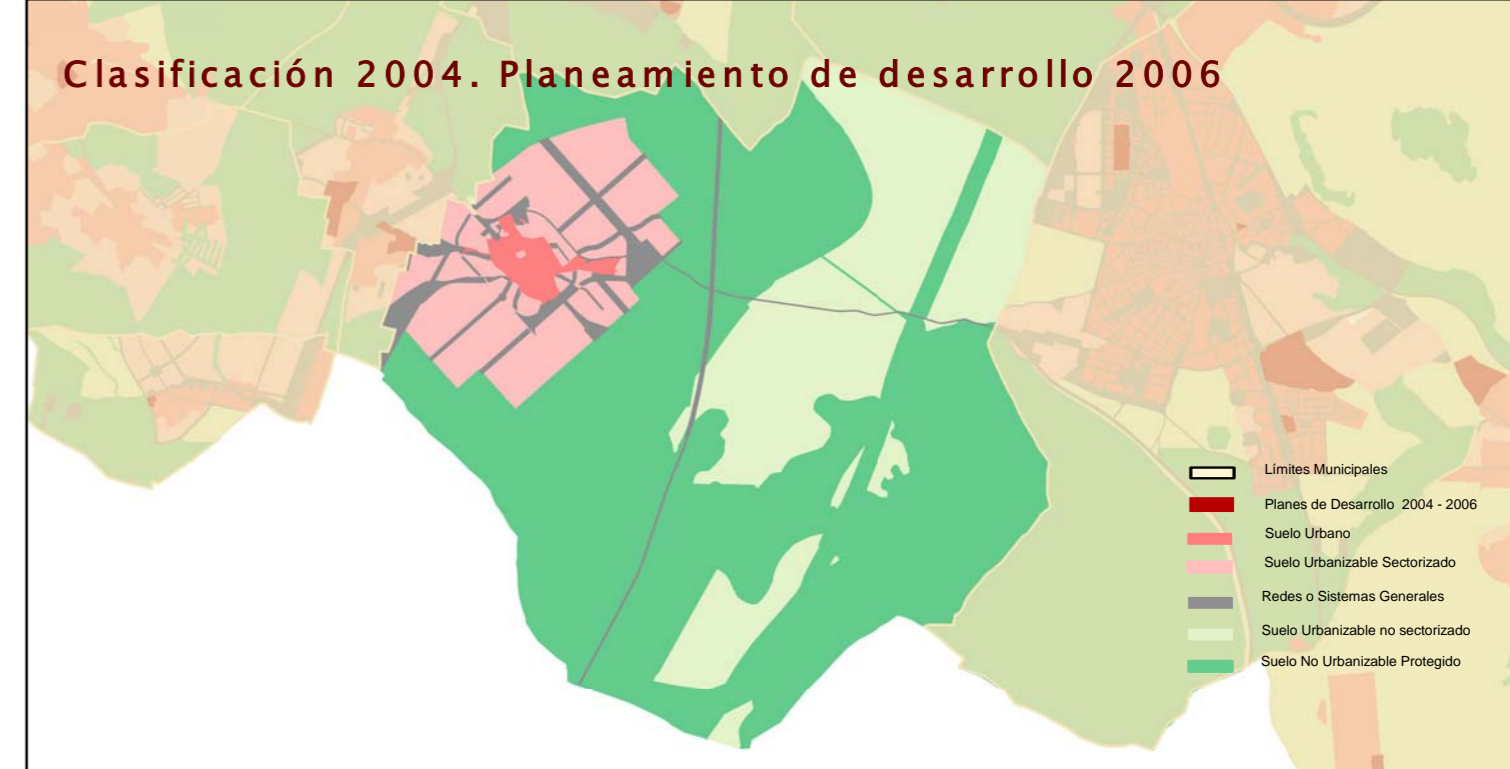 Clasificación 2004. Planeamiento de desarrollo 2006
Límites Municipales
Planes de Desarrollo 2004 - 2006
Suelo Urbano
Suelo Urbanizable Sectorizado
Redes o Sistemas Generales
Suelo Urbanizable no sectorizado
Suelo No Urbanizable Protegido